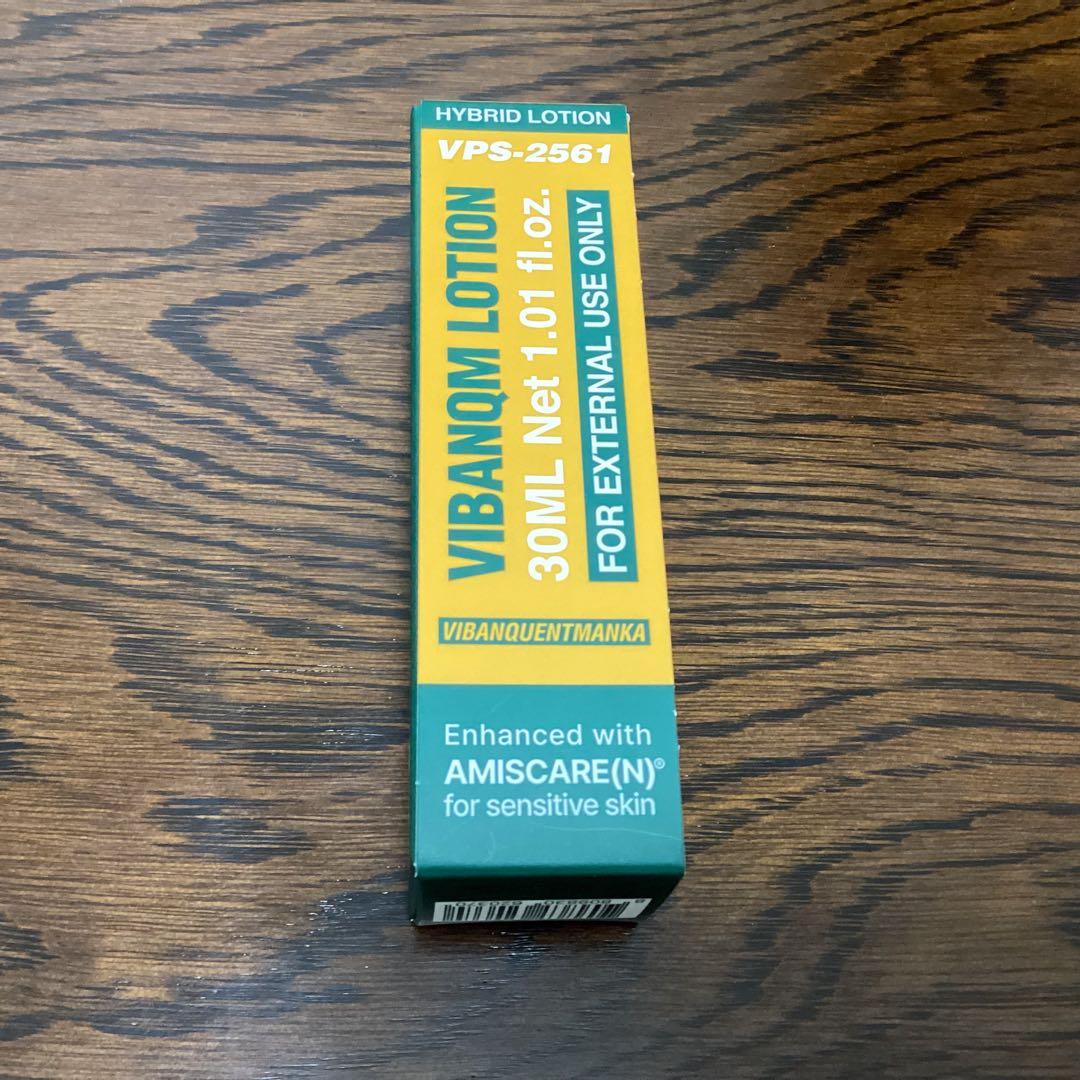 HYBRID LOTION
VPS-2561
VIBANQM LOTION
30ML Net 1.01 fl.oz.
FOR EXTERNAL USE ONLY
VIBANQUENTMANKA
Enhanced with
AMISCARE(N)®
for sensitive skin